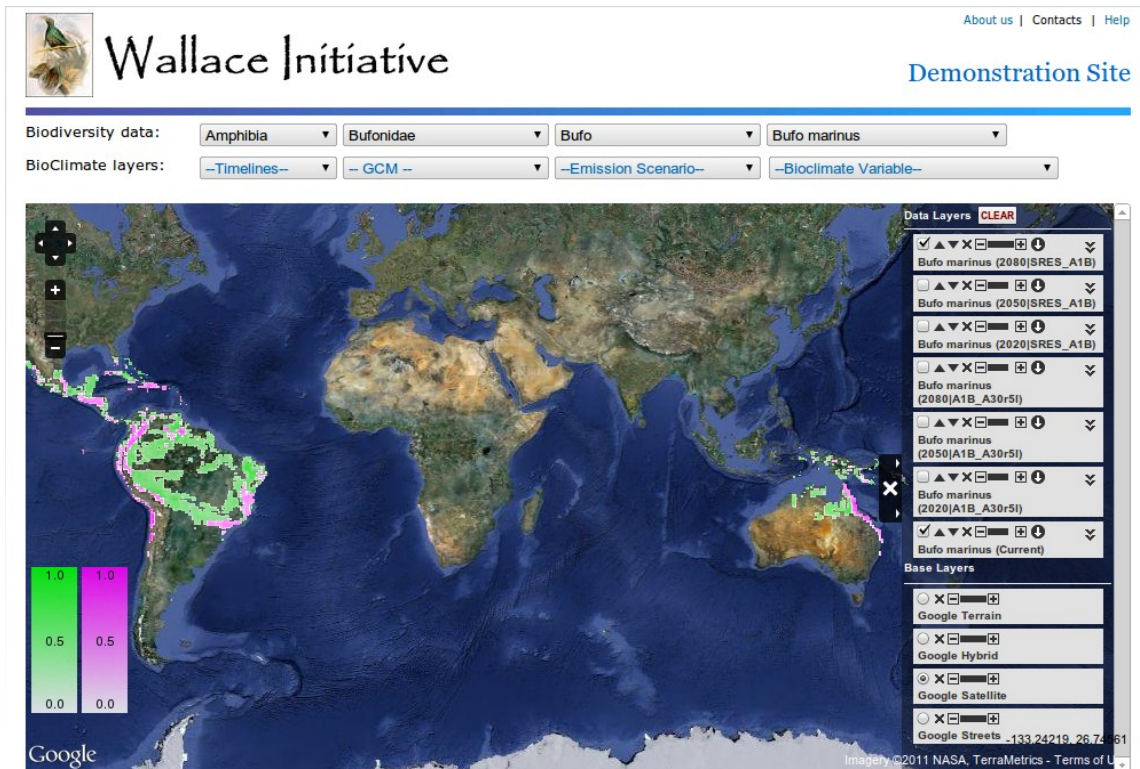 About us | Contacts | Help
Wallace Initiative
Demonstration Site
Biodiversity data: Amphibia Bufonidae Bufo Bufo marinus
BioClimate layers: --Timelines-- -- GCM -- --Emission Scenario-- --Bioclimate Variable--
Data Layers CLEAR
Bufo marinus (2080|SRES_A1B)
Bufo marinus (2050|SRES_A1B)
Bufo marinus (2020|SRES_A1B)
Bufo marinus
(2080|A1B_A30r5l)
Bufo marinus
(2050|A1B_A30r5l)
Bufo marinus
(2020|A1B_A30r5l)
Bufo marinus (Current)
Base Layers
Google Terrain
Google Hybrid
Google Satellite
Google Streets -133.24219, 26.74561
1.0 1.0
0.5 0.5
0.0 0.0
Google
Imagery ©2011 NASA, TerraMetrics - Terms of U